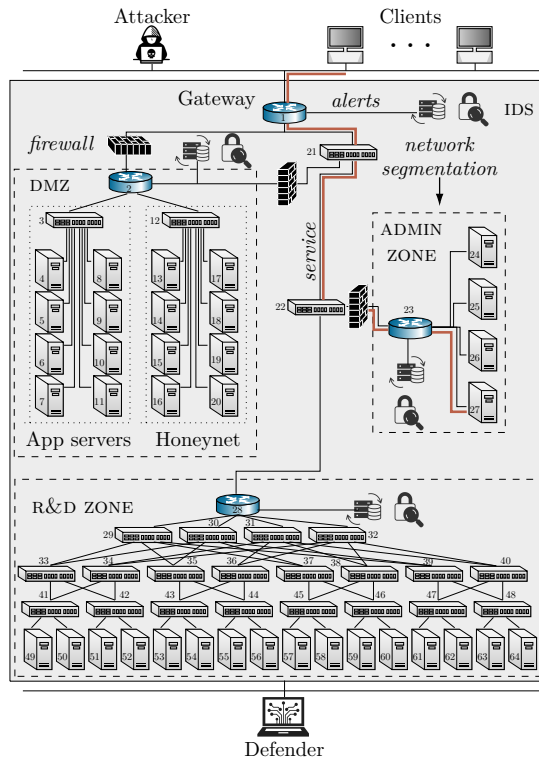 Attacker Clients
Gateway alerts IDS
1
firewall 21 network
segmentation
DMZ 2
3 12 ADMIN
ZONE 24
service
4 8 13 17
22 23 25
5 9 14 18
6 10 15 19 26
7 11 16 20 27
App servers Honeynet
28
R&D ZONE
29 30 31 32
33 34 35 36 37 38 39 40
41 42 43 44 45 46 47 48
49 50 51 52 53 54 55 56 57 58 59 60 61 62 63 64
Defender